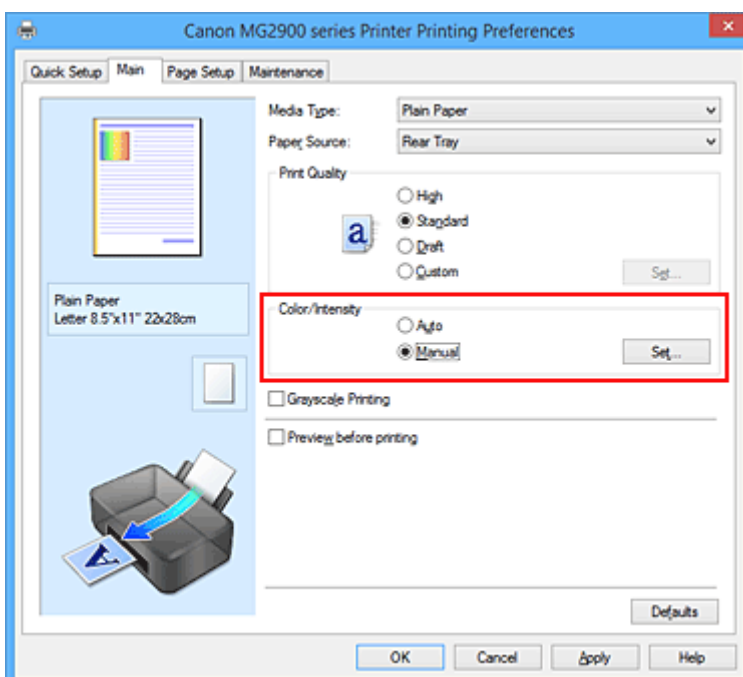 Canon MG2900 series Printer Printing Preferences
Quick Setup Main Page Setup Maintenance
Media Type: Plain Paper
Paper Source: Rear Tray
Print Quality
High
a Standard
Draft
Custom Set...
Plain Paper
Letter 8.5"x11" 22x28cm
Color/Intensity
Auto
Manual Set...
Grayscale Printing
Preview before printing
A
Defaults
OK Cancel Apply Help